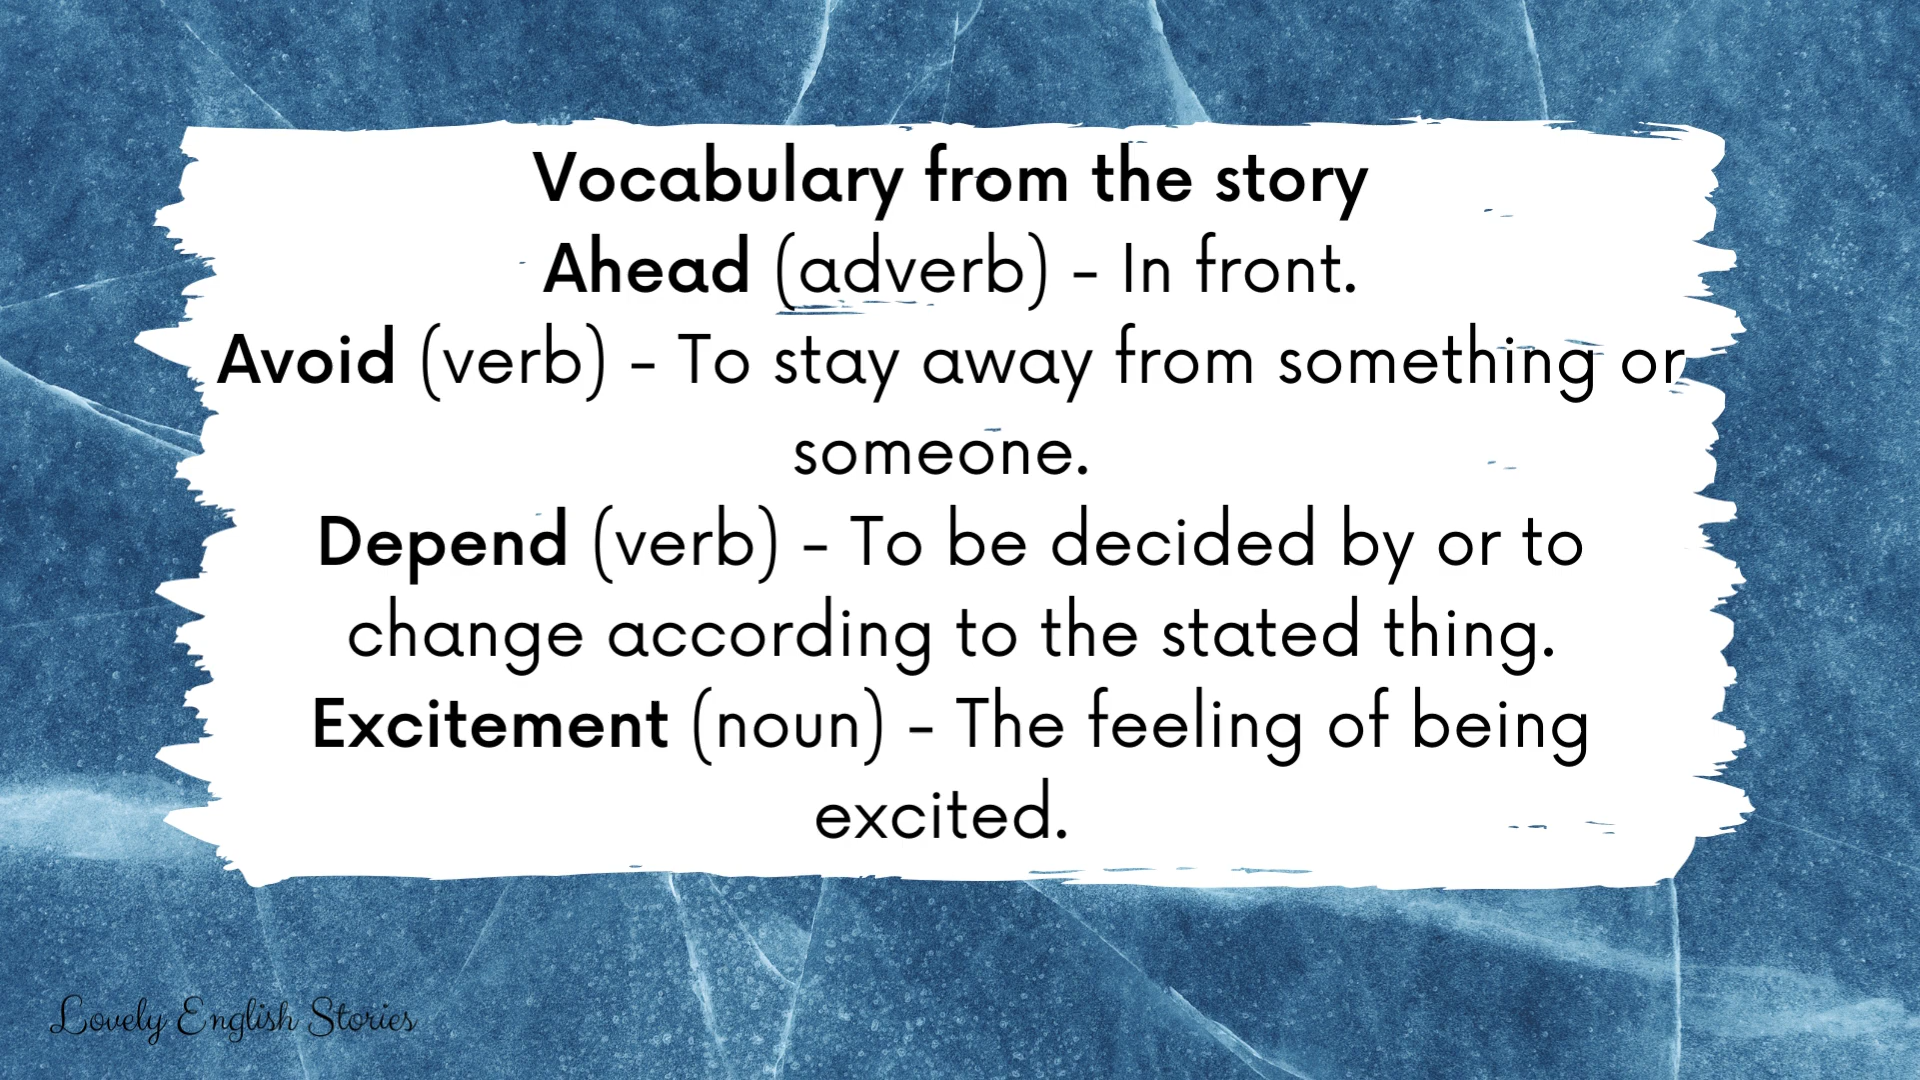 Vocabulary from the story
Ahead (adverb) - In front.
Avoid (verb) - To stay away from something or
someone.
Depend (verb) - To be decided by or to
change according to the stated thing.
Excitement (noun) - The feeling of being
excited.
Lovely English Stories